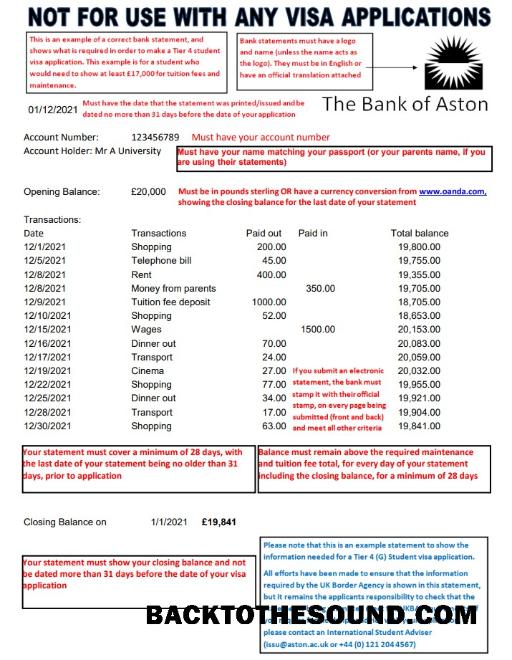 NOT FOR USE WITH ANY VISA APPLICATIONS
This is an example of a correct bank statement, and
shows what is required in order to make a Tier 4 student
visa application. This example is for a student who
would need to show at least £17,000 for tuition fees and
maintenance.
Bank statements must have a logo
and name (unless the name acts as
the logo). They must be in English or
have an official translation attached
The Bank of Aston
01/12/2021 Must have the date that the statement was printed/issued and be
dated no more than 31 days before the date of your application
Account Number: 123456789 Must have your account number
Account Holder: Mr A University Must have your name matching your passport (or your parents name, if you
are using their statements)
Opening Balance: £20,000 Must be in pounds sterling OR have a currency conversion from www.oanda.com,
showing the closing balance for the last date of your statement
Transactions:
Date Transactions Paid out Paid in Total balance
12/1/2021 Shopping 200.00 19,800.00
12/5/2021 Telephone bill 45.00 19,755.00
12/8/2021 Rent 400.00 19,355.00
12/8/2021 Money from parents 350.00 19,705.00
12/9/2021 Tuition fee deposit 1000.00 18,705.00
12/10/2021 Shopping 52.00 18,653.00
12/15/2021 Wages 1500.00 20,153.00
12/16/2021 Dinner out 70.00 20,083.00
12/17/2021 Transport 24.00 20,059.00
12/19/2021 Cinema 27.00 20,032.00
12/22/2021 Shopping 77.00 19,955.00
12/25/2021 Dinner out 34.00 19,921.00
12/28/2021 Transport 17.00 19,904.00
12/30/2021 Shopping 63.00 19,841.00
If you submit an electronic
statement, the bank must
stamp it with their official
stamp, on every page being
submitted (front and back)
and meet all other criteria
Your statement must cover a minimum of 28 days, with
the last date of your statement being no older than 31
days, prior to application
Balance must remain above the required maintenance
and tuition fee total, for every day of your statement
including the closing balance, for a minimum of 28 days
Closing Balance on 1/1/2021 £19,841
Your statement must show your closing balance and not
be dated more than 31 days before the date of your visa
application
Please note that this is an example statement to show the
information needed for a Tier 4 (G) Student visa application.
All efforts have been made to ensure that the information
required by the UK Border Agency is shown in this statement,
but it remains the applicants responsibility to check that the
BACKTOTHESOUND.COM
please contact an International Student Adviser
(issu@aston.ac.uk or +44 (0) 121 204 4567)